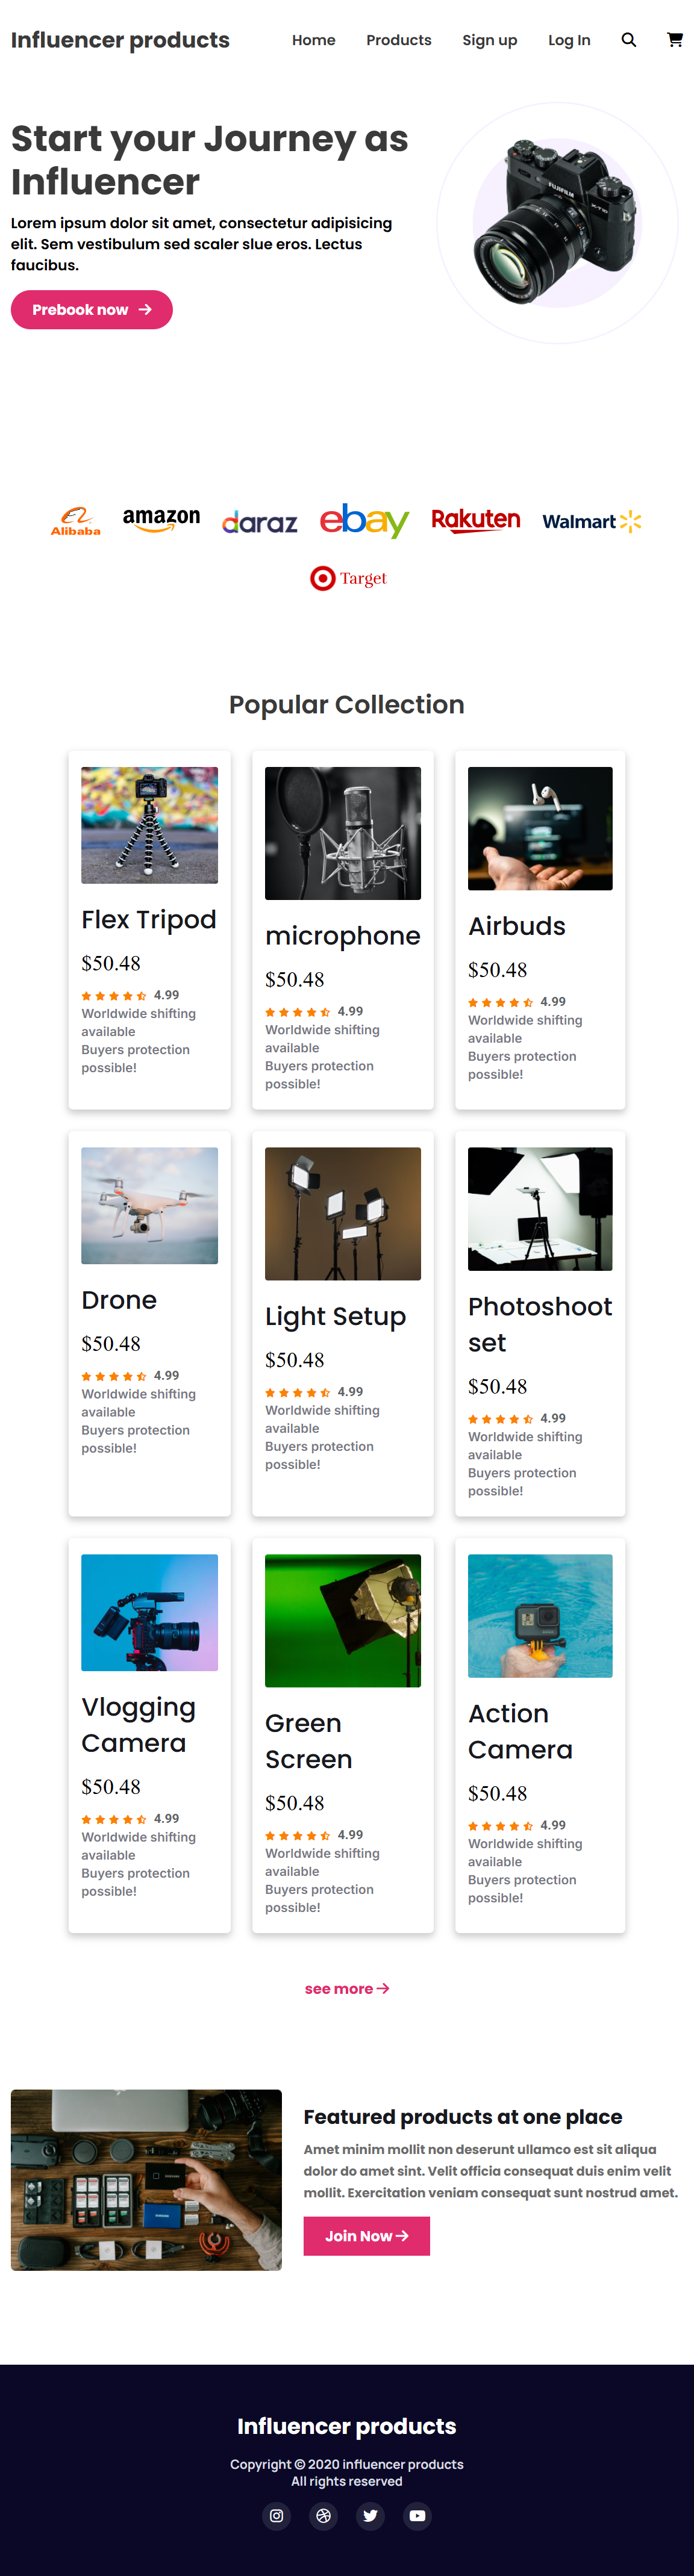 Influencer products
Home
Products
Sign up
Log In
Start your Journey as
Influencer
Lorem ipsum dolor sit amet, consectetur adipisicing
elit. Sem vestibulum sed scaler slue eros. Lectus
faucibus.
Prebook now
FUJIFILM
X-T10
Alibaba
amazon
daraz
ebay
Rakuten
Walmart
Target
Popular Collection
Flex Tripod
$50.48
4.99
Worldwide shifting
available
Buyers protection
possible!
microphone
$50.48
4.99
Worldwide shifting
available
Buyers protection
possible!
Airbuds
$50.48
4.99
Worldwide shifting
available
Buyers protection
possible!
Drone
$50.48
4.99
Worldwide shifting
available
Buyers protection
possible!
Light Setup
$50.48
4.99
Worldwide shifting
available
Buyers protection
possible!
Photoshoot
set
$50.48
4.99
Worldwide shifting
available
Buyers protection
possible!
Vlogging
Camera
$50.48
4.99
Worldwide shifting
available
Buyers protection
possible!
Green
Screen
$50.48
4.99
Worldwide shifting
available
Buyers protection
possible!
Action
Camera
$50.48
4.99
Worldwide shifting
available
Buyers protection
possible!
see more
Featured products at one place
Amet minim mollit non deserunt ullamco est sit aliqua
dolor do amet sint. Velit officia consequat duis enim velit
mollit. Exercitation veniam consequat sunt nostrud amet.
Join Now
Influencer products
Copyright © 2020 influencer products
All rights reserved